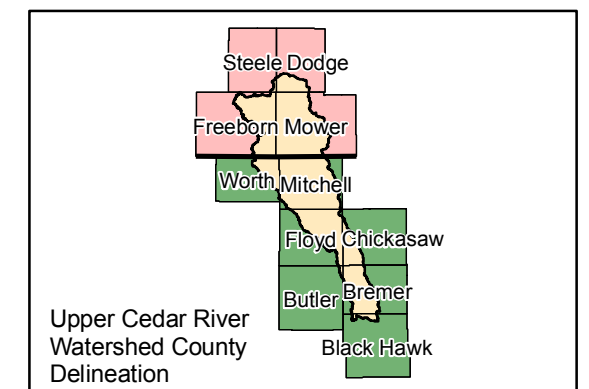 Steele Dodge
Freeborn Mower
Worth Mitchell
Floyd Chickasaw
Butler Bremer
Black Hawk
Upper Cedar River
Watershed County
Delineation